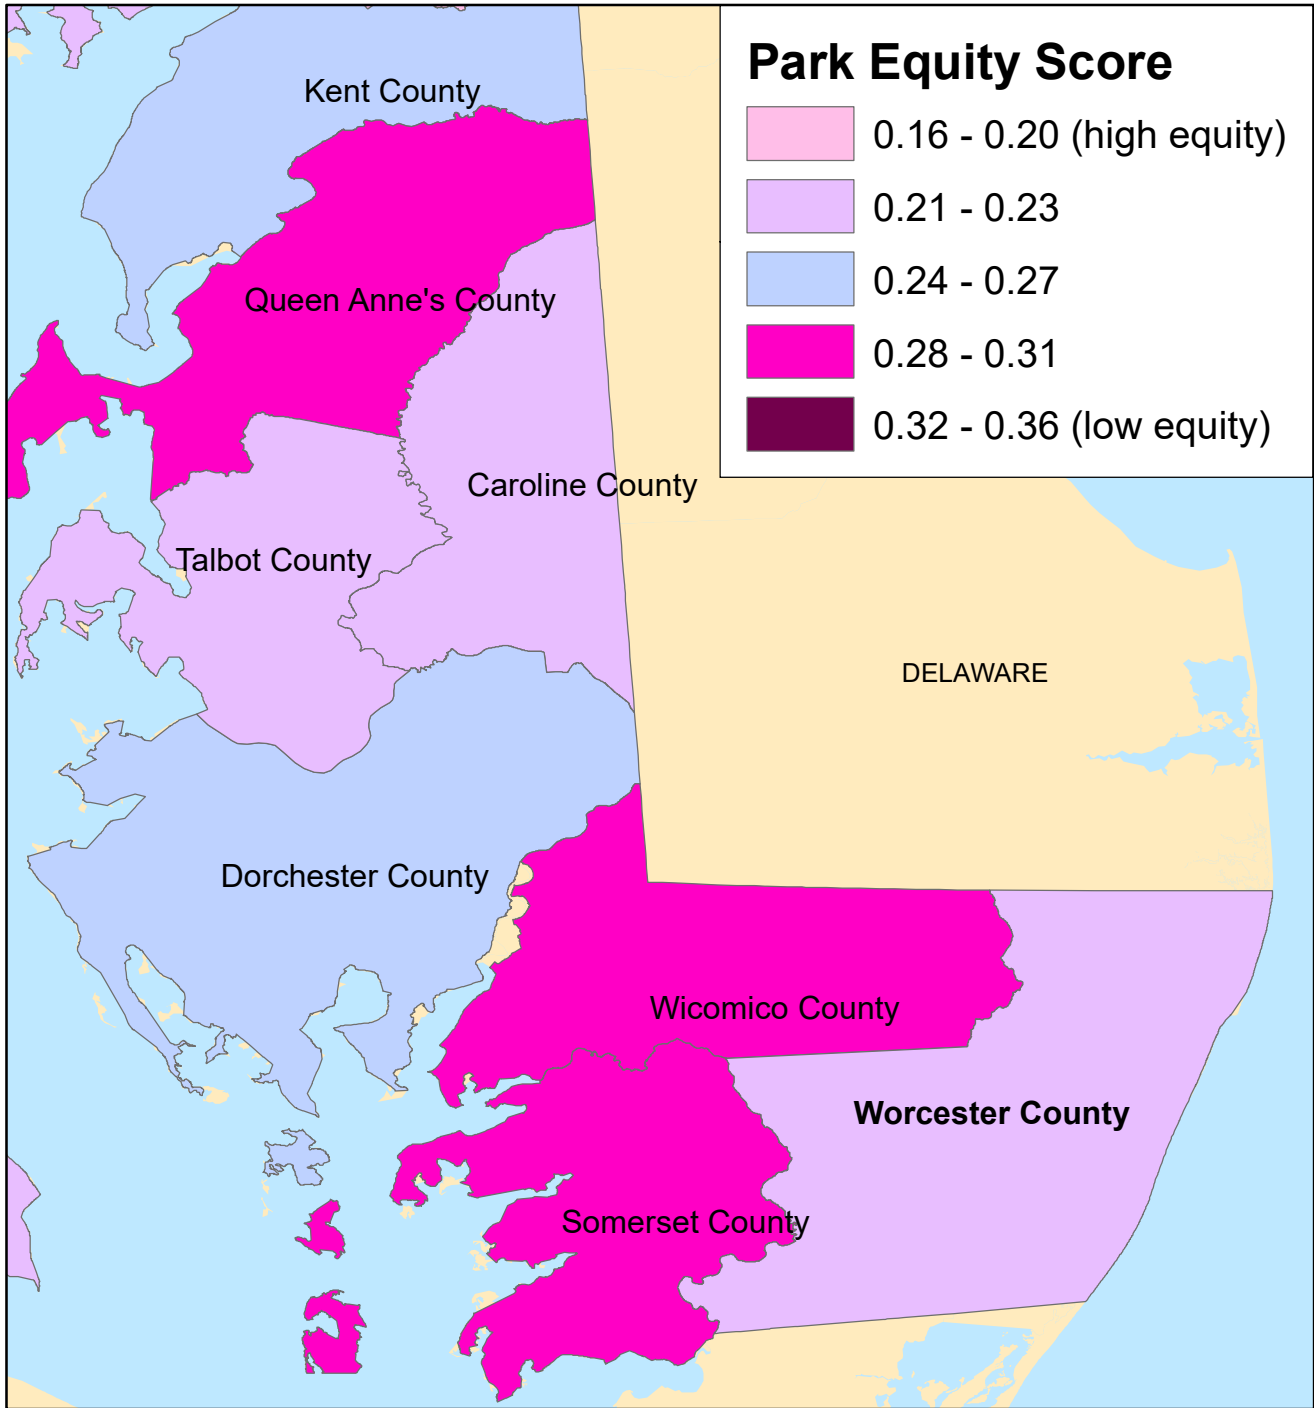 Park Equity Score
0.16 - 0.20 (high equity)
0.21 - 0.23
0.24 - 0.27
0.28 - 0.31
0.32 - 0.36 (low equity)
Kent County
Queen Anne's County
Caroline County
Talbot County
DELAWARE
Dorchester County
Wicomico County
Worcester County
Somerset County